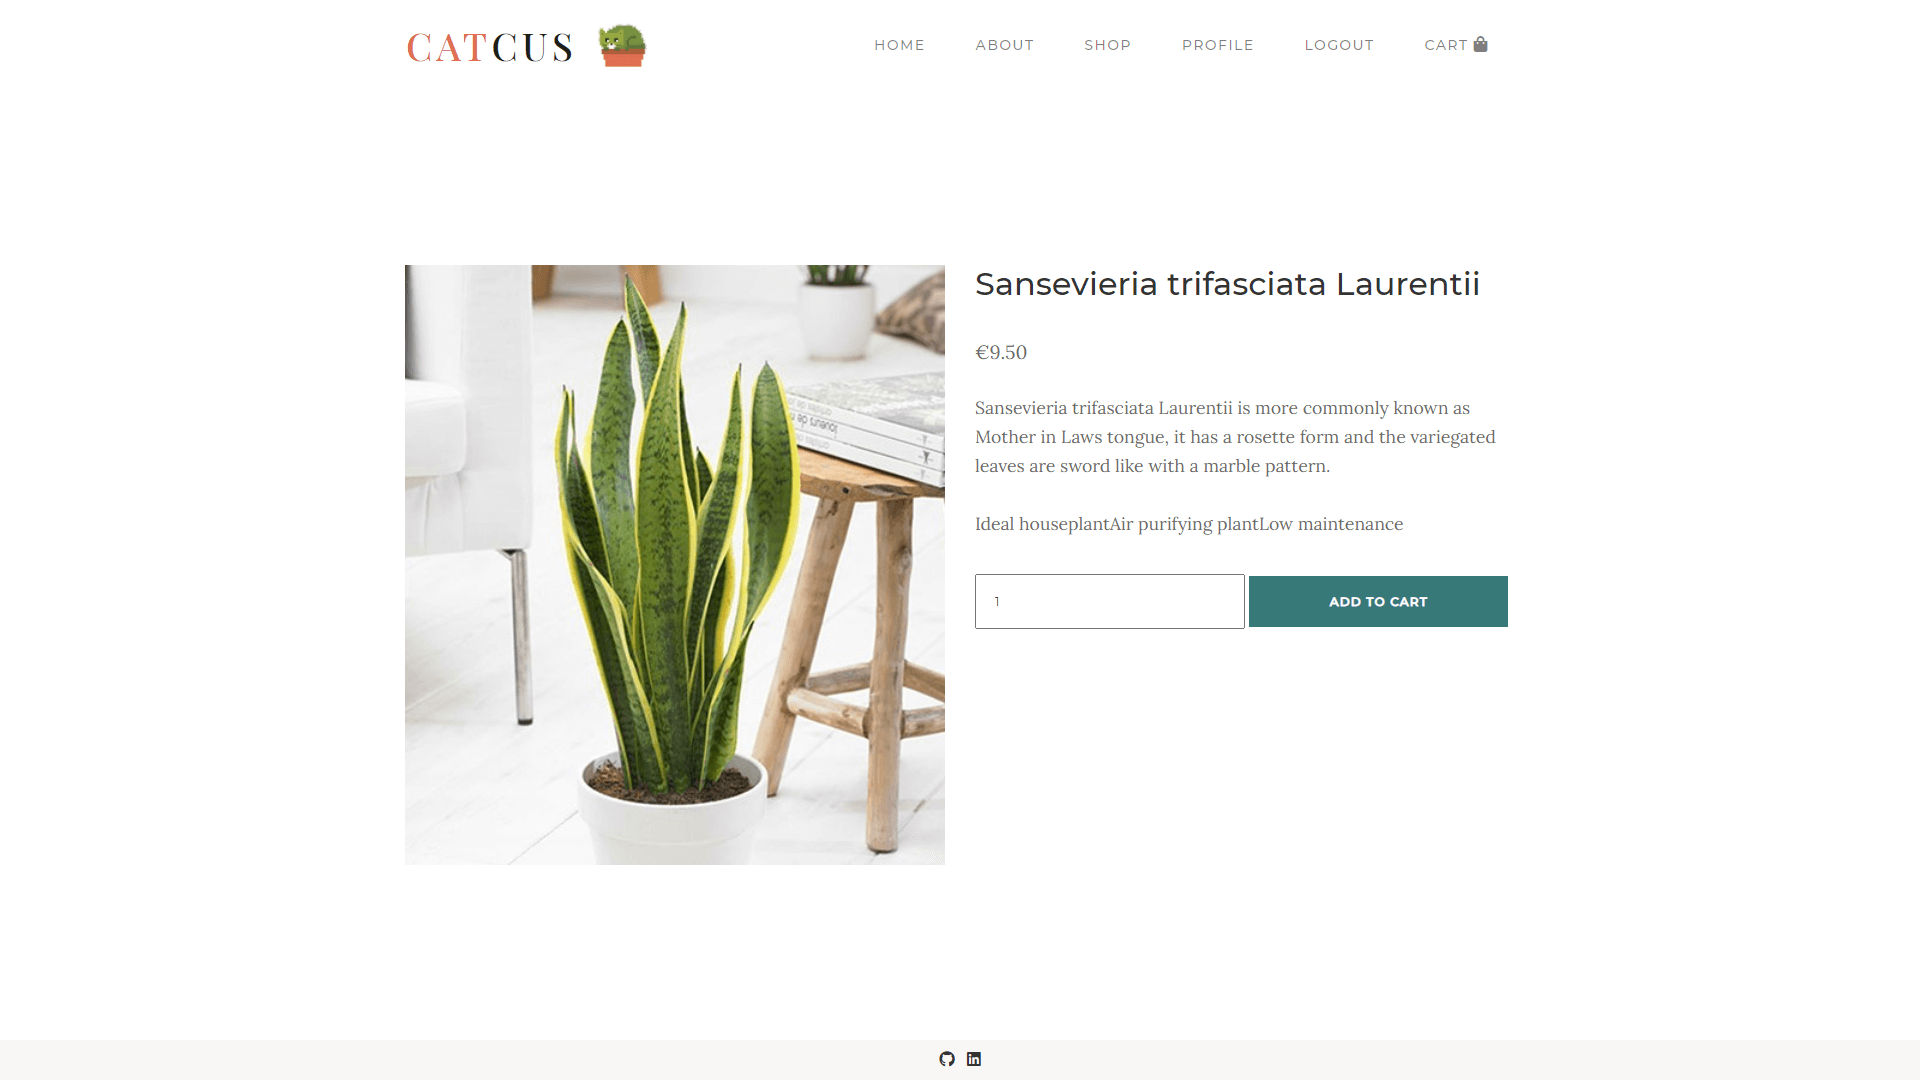 CATCUS
HOME ABOUT SHOP PROFILE LOGOUT CART
Sansevieria trifasciata Laurentii
€9.50
Sansevieria trifasciata Laurentii is more commonly known as
Mother in Laws tongue, it has a rosette form and the variegated
leaves are sword like with a marble pattern.
Ideal houseplantAir purifying plantLow maintenance
1
ADD TO CART
in